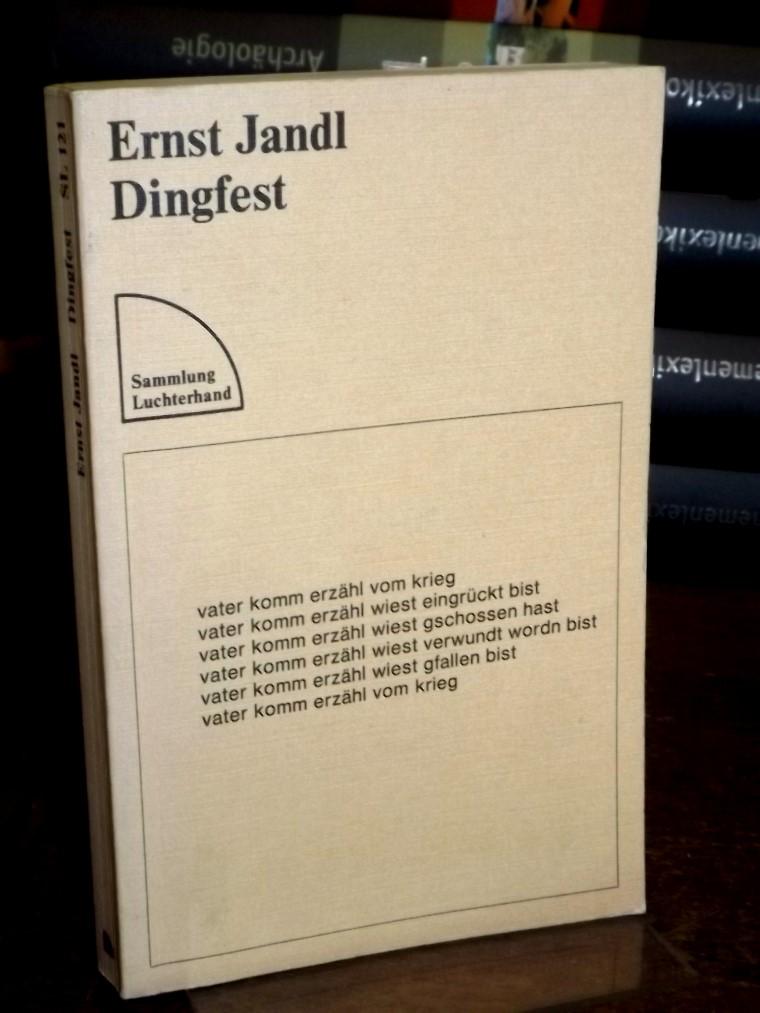 Ernst Jandl
Dingfest
Sammlung
Luchterhand
vater komm erzähl vom krieg
vater komm erzähl wiest eingrückt bist
vater komm erzähl wiest gschossen hast
vater komm erzähl wiest verwundt wordn bist
vater komm erzähl wiest gfallen bist
vater komm erzähl vom krieg
Ernst Jandl Dingfest SL 121
Archäologie